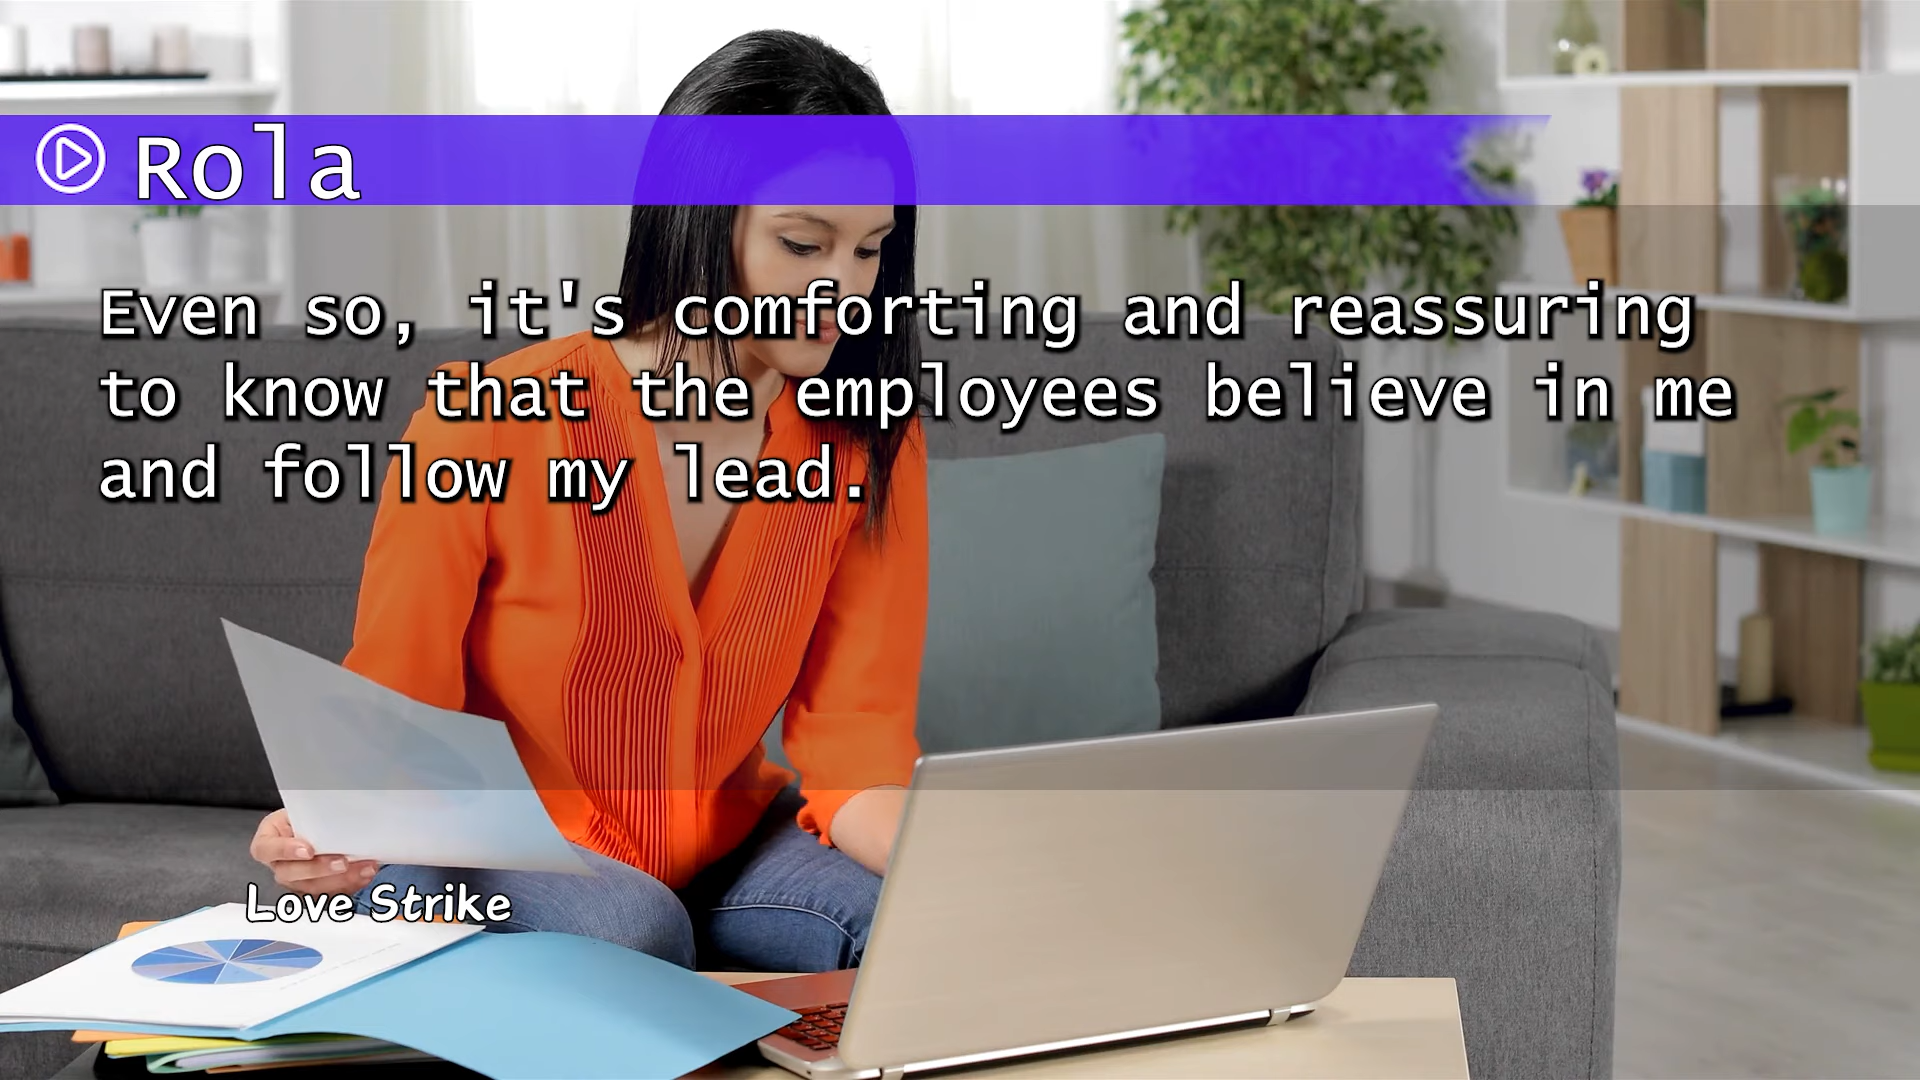 Rola
Even so, it's comforting and reassuring
to know that the employees believe in me
and follow my lead.
Love Strike